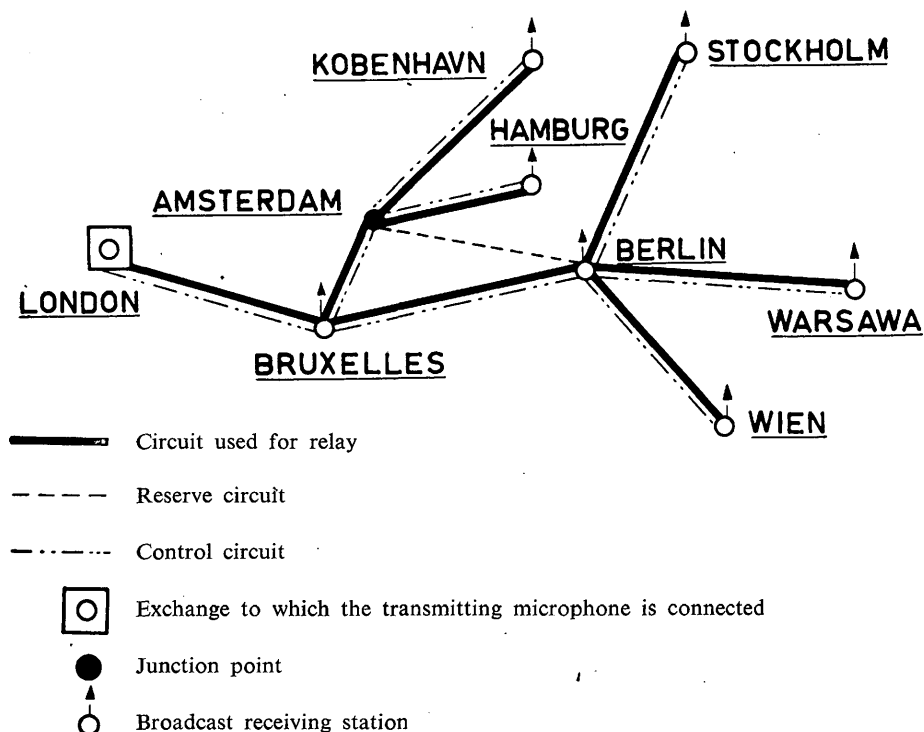 KOBENHAVN
STOCKHOLM
HAMBURG
AMSTERDAM
BERLIN
LONDON
WARSAWA
BRUXELLES
WIEN
Circuit used for relay
Reserve circuit
Control circuit
Exchange to which the transmitting microphone is connected
Junction point
Broadcast receiving station